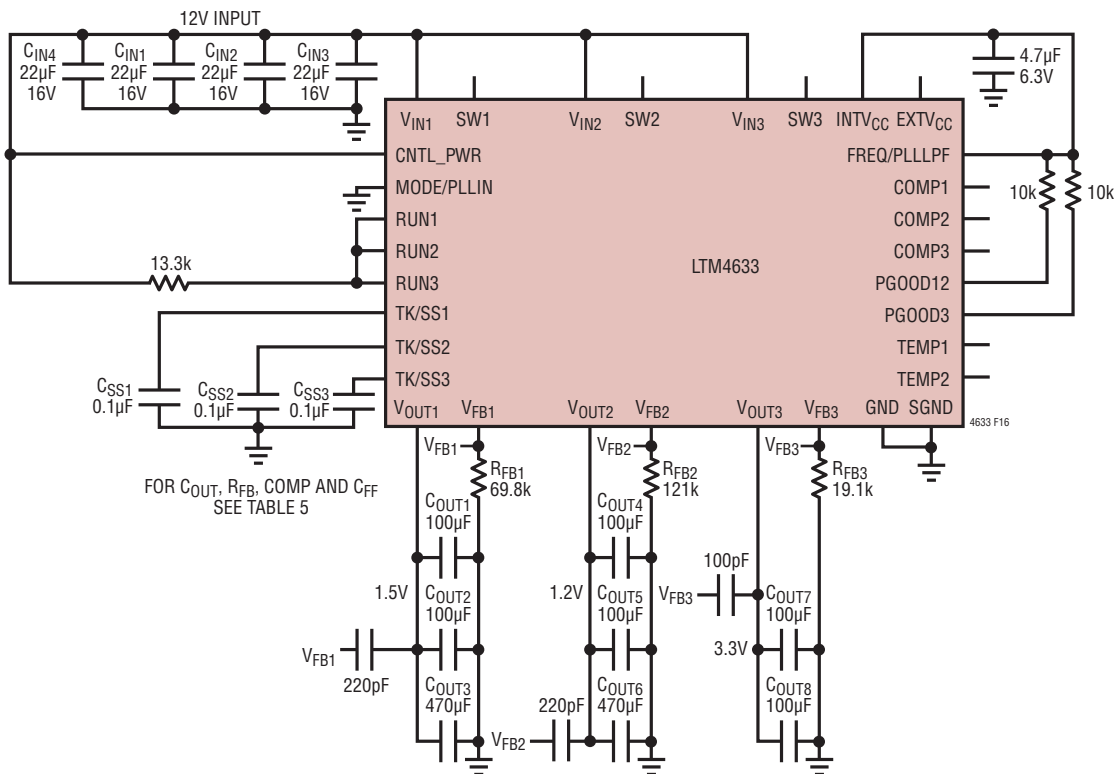 12V INPUT
CIN4
22µF
16V
CIN1
22µF
16V
CIN2
22µF
16V
CIN3
22µF
16V
4.7µF
6.3V
VIN1
SW1
VIN2
SW2
VIN3
SW3
INTVCC
EXTVCC
CNTL_PWR
MODE/PLLIN
RUN1
RUN2
RUN3
TK/SS1
TK/SS2
TK/SS3
13.3k
LTM4633
FREQ/PLLLPF
COMP1
COMP2
COMP3
PGOOD12
PGOOD3
TEMP1
TEMP2
10k
10k
CSS1
0.1µF
CSS2
0.1µF
CSS3
0.1µF
VOUT1
VFB1
VOUT2
VFB2
VOUT3
VFB3
GND
SGND
4633 F16
FOR COUT, RFB, COMP AND CFF
SEE TABLE 5
VFB1
RFB1
69.8k
COUT1
100µF
1.5V
COUT2
100µF
VFB1
220pF
COUT3
470µF
VFB2
RFB2
121k
COUT4
100µF
1.2V
COUT5
100µF
220pF
VFB2
COUT6
470µF
VFB3
RFB3
19.1k
100pF
VFB3
COUT7
100µF
3.3V
COUT8
100µF